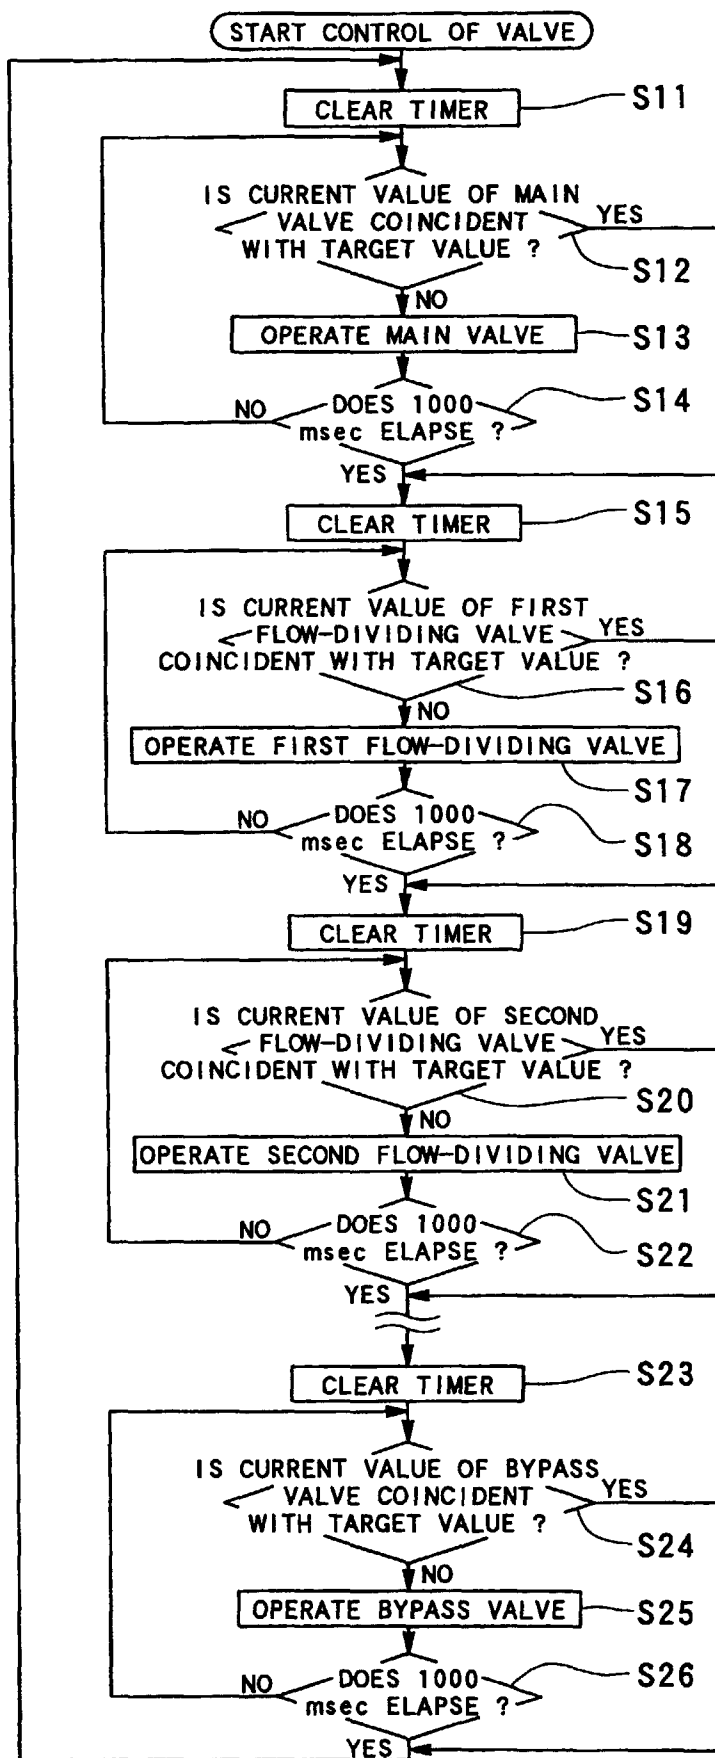 START CONTROL OF VALVE
CLEAR TIMER
S11
IS CURRENT VALUE OF MAIN
VALVE COINCIDENT
WITH TARGET VALUE ?
YES
S12
NO
OPERATE MAIN VALVE
S13
DOES 1000
msec ELAPSE ?
NO
S14
YES
CLEAR TIMER
S15
IS CURRENT VALUE OF FIRST
FLOW-DIVIDING VALVE
COINCIDENT WITH TARGET VALUE ?
YES
S16
NO
OPERATE FIRST FLOW-DIVIDING VALVE
S17
DOES 1000
msec ELAPSE ?
NO
S18
YES
CLEAR TIMER
S19
IS CURRENT VALUE OF SECOND
FLOW-DIVIDING VALVE
COINCIDENT WITH TARGET VALUE ?
YES
S20
NO
OPERATE SECOND FLOW-DIVIDING VALVE
S21
DOES 1000
msec ELAPSE ?
NO
S22
YES
CLEAR TIMER
S23
IS CURRENT VALUE OF BYPASS
VALVE COINCIDENT
WITH TARGET VALUE ?
YES
S24
NO
OPERATE BYPASS VALVE
S25
DOES 1000
msec ELAPSE ?
NO
S26
YES